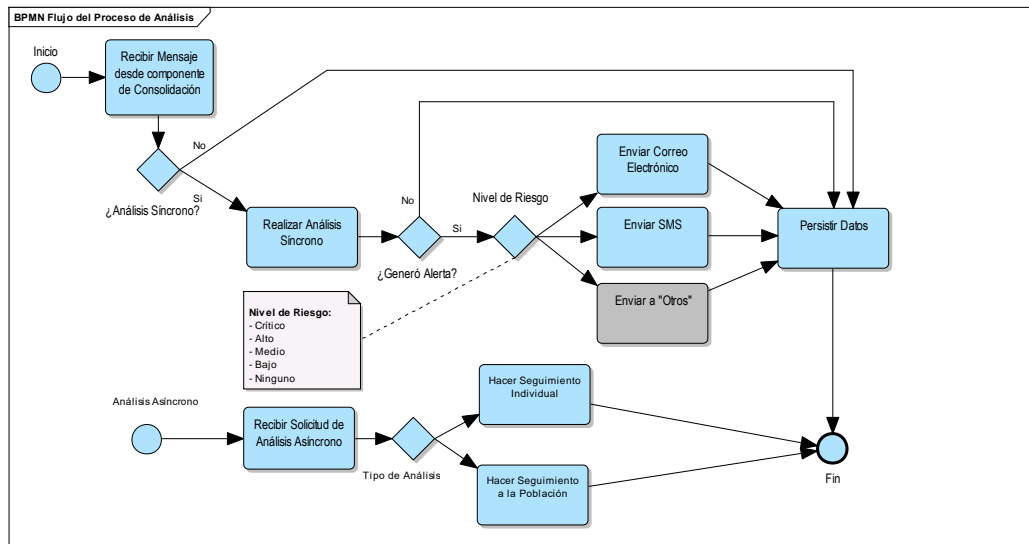 BPMN Flujo del Proceso de Análisis
Inicio
Recibir Mensaje
desde componente
de Consolidación
No
Si
¿Análisis Síncrono?
Realizar Análisis
Síncrono
No
Si
¿Generó Alerta?
Nivel de Riesgo
Enviar Correo
Electrónico
Enviar SMS
Enviar a "Otros"
Persistir Datos
Nivel de Riesgo:
- Crítico
- Alto
- Medio
- Bajo
- Ninguno
Análisis Asíncrono
Recibir Solicitud de
Análisis Asíncrono
Tipo de Análisis
Hacer Seguimiento
Individual
Hacer Seguimiento
a la Población
Fin